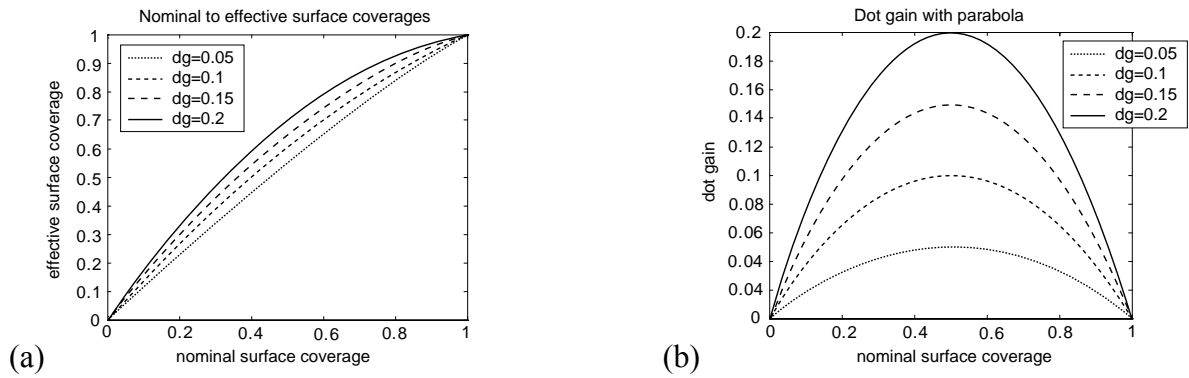 Nominal to effective surface coverages
1
0.9
0.8
0.7
0.6
0.5
0.4
0.3
0.2
0.1
0
dg=0.05
dg=0.1
dg=0.15
dg=0.2
effective surface coverage
0 0.2 0.4 0.6 0.8 1
nominal surface coverage
(a)
Dot gain with parabola
0.2
0.18
0.16
0.14
0.12
0.1
0.08
0.06
0.04
0.02
0
dg=0.05
dg=0.1
dg=0.15
dg=0.2
dot gain
0 0.2 0.4 0.6 0.8 1
nominal surface coverage
(b)